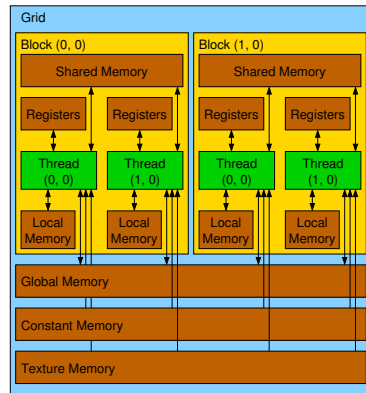 Grid
Block (0, 0)
Shared Memory
Registers
Registers
Thread
(0, 0)
Thread
(1, 0)
Local
Memory
Local
Memory
Block (1, 0)
Shared Memory
Registers
Registers
Thread
(0, 0)
Thread
(1, 0)
Local
Memory
Local
Memory
Global Memory
Constant Memory
Texture Memory